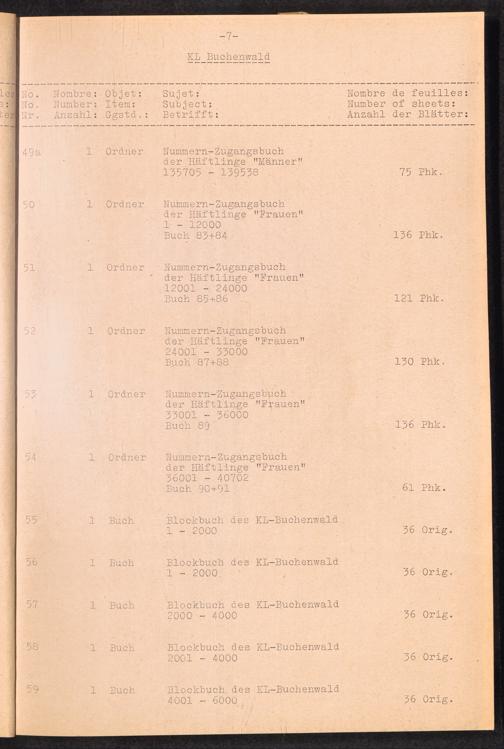 -7-
KL Buchenwald
No. Nombre: Objet: Sujet: Nombre de feuilles:
No. Number: Item: Subject: Number of sheets:
Nr. Anzahl: Ggstd.: Betrifft: Anzahl der Blätter:
49a 1 Ordner Nummern-Zugangsbuch
der Häftlinge "Männer"
135705 - 139538 75 Phk.
50 1 Ordner Nummern-Zugangsbuch
der Häftlinge "Frauen"
1 - 12000
Buch 83+84 136 Phk.
51 1 Ordner Nummern-Zugangsbuch
der Häftlinge "Frauen"
12001 - 24000
Buch 85+86 121 Phk.
52 1 Ordner Nummern-Zugangsbuch
der Häftlinge "Frauen"
24001 - 33000
Buch 87+88 130 Phk.
53 1 Ordner Nummern-Zugangsbuch
der Häftlinge "Frauen"
33001 - 36000
Buch 89 136 Phk.
54 1 Ordner Nummern-Zugangsbuch
der Häftlinge "Frauen"
36001 - 40702
Buch 90+91 61 Phk.
55 1 Buch Blockbuch des KL-Buchenwald
1 - 2000 36 Orig.
56 1 Buch Blockbuch des KL-Buchenwald
1 - 2000 36 Orig.
57 1 Buch Blockbuch des KL-Buchenwald
2000 - 4000 36 Orig.
58 1 Buch Blockbuch des KL-Buchenwald
2001 - 4000 36 Orig.
59 1 Buch Blockbuch des KL-Buchenwald
4001 - 6000 36 Orig.